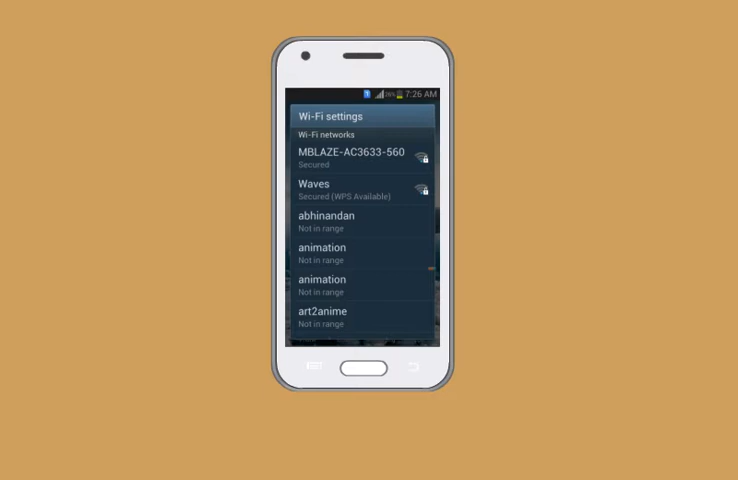 26% 7:26 AM
Wi-Fi settings
Wi-Fi networks
MBLAZE-AC3633-560
Secured
Waves
Secured (WPS Available)
abhinandan
Not in range
animation
Not in range
animation
Not in range
art2anime
Not in range